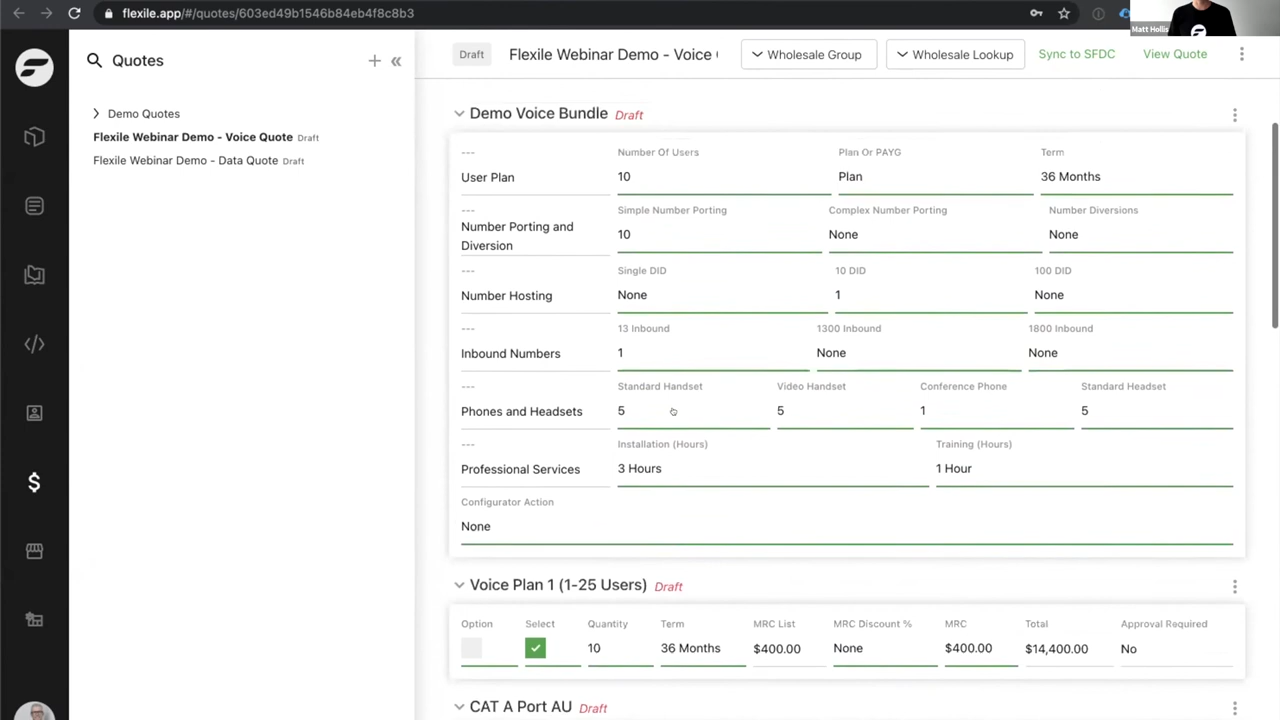 flexile.app/#/quotes/603ed49b1546b84eb4f8c8b3
Matt Hollis
Quotes
Demo Quotes
Flexile Webinar Demo - Voice Quote Draft
Flexile Webinar Demo - Data Quote Draft
Draft Flexile Webinar Demo - Voice Wholesale Group Wholesale Lookup Sync to SFDC View Quote
Demo Voice Bundle Draft
--- Number Of Users Plan Or PAYG Term
User Plan 10 Plan 36 Months
--- Simple Number Porting Complex Number Porting Number Diversions
Number Porting and
Diversion 10 None None
--- Single DID 10 DID 100 DID
Number Hosting None 1 None
--- 13 Inbound 1300 Inbound 1800 Inbound
Inbound Numbers 1 None None
--- Standard Handset Video Handset Conference Phone Standard Headset
Phones and Headsets 5 5 1 5
--- Installation (Hours) Training (Hours)
Professional Services 3 Hours 1 Hour
Configurator Action
None
Voice Plan 1 (1-25 Users) Draft
Option Select Quantity Term MRC List MRC Discount % MRC Total Approval Required
10 36 Months $400.00 None $400.00 $14,400.00 No
CAT A Port AU Draft